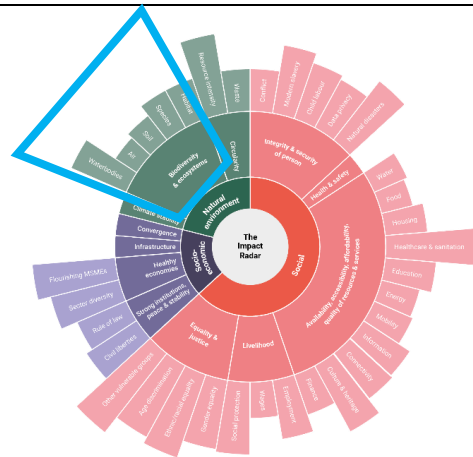 The
Impact
Radar
Natural
environment
Circularity
Resource intensity
Waste
Biodiversity
& ecosystems
Waterbodies
Air
Soil
Species
Habitat
Climate stability
Socio-
economic
Convergence
Infrastructure
Healthy
economies
Flourishing MSMEs
Sector diversity
Strong institutions,
peace & stability
Rule of law
Civil liberties
Social
Integrity & security
of person
Conflict
Modern slavery
Child labour
Data privacy
Natural disasters
Health & safety
Availability, accessibility, affordability,
quality of resources & services
Water
Food
Housing
Healthcare & sanitation
Education
Energy
Mobility
Information
Connectivity
Culture & heritage
Finance
Livelihood
Employment
Wages
Social protection
Equality &
justice
Gender equality
Ethnic/racial equality
Age discrimination
Other vulnerable groups